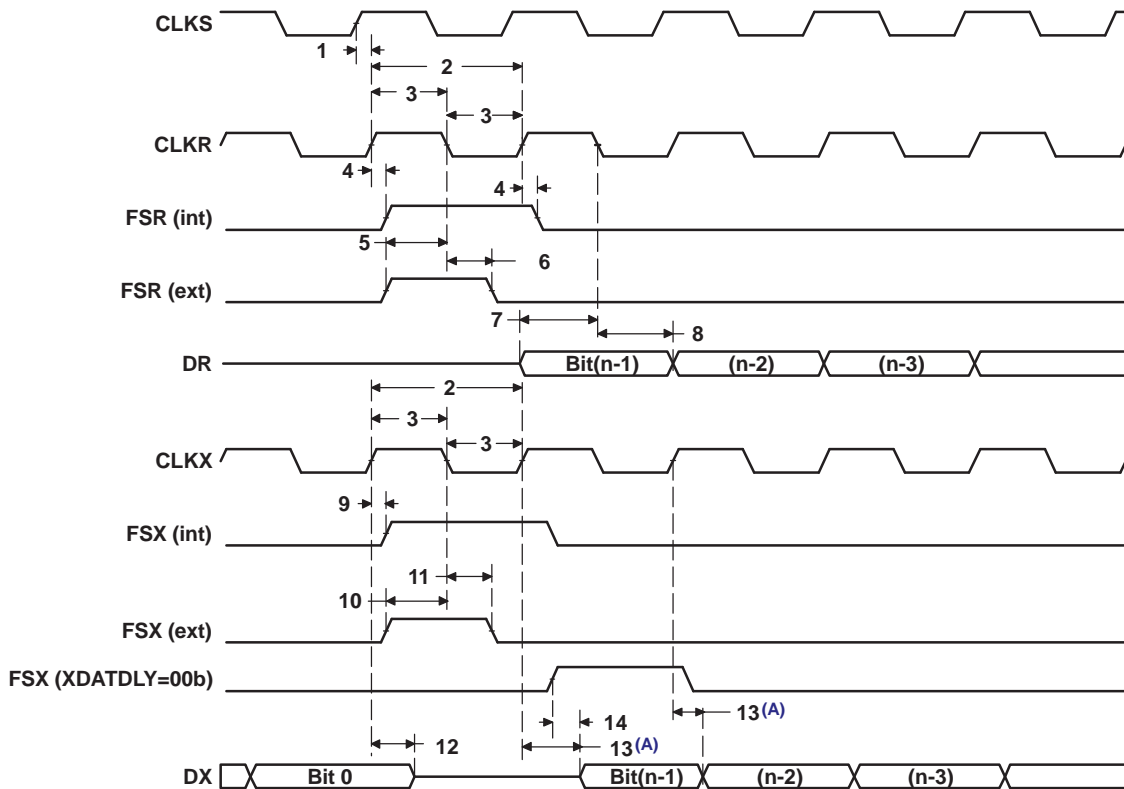 CLKS
1
2
3
3
CLKR
4
4
FSR (int)
5
6
FSR (ext)
7
8
DR
Bit(n-1) (n-2) (n-3)
2
3
3
CLKX
9
FSX (int)
11
10
FSX (ext)
FSX (XDATDLY=00b)
14
13(A)
12
13(A)
DX
Bit 0 Bit(n-1) (n-2) (n-3)